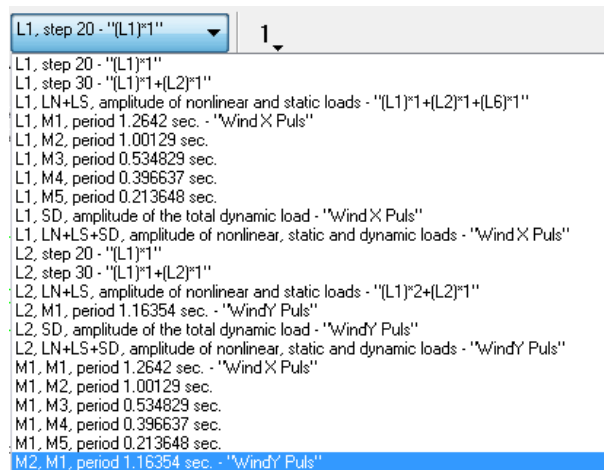 L1, step 20 - "(L1)*1"
1
L1, step 20 - "(L1)*1"
L1, step 30 - "(L1)*1+(L2)*1"
L1, LN+LS, amplitude of nonlinear and static loads - "(L1)*1+(L2)*1+(L6)*1"
L1, M1, period 1.2642 sec. - "Wind X Puls"
L1, M2, period 1.00129 sec.
L1, M3, period 0.534829 sec.
L1, M4, period 0.396637 sec.
L1, M5, period 0.213648 sec.
L1, SD, amplitude of the total dynamic load - "Wind X Puls"
L1, LN+LS+SD, amplitude of nonlinear, static and dynamic loads - "Wind X Puls"
L2, step 20 - "(L1)*1"
L2, step 30 - "(L1)*1+(L2)*1"
L2, LN+LS, amplitude of nonlinear and static loads - "(L1)*2+(L2)*1"
L2, M1, period 1.16354 sec. - "WindY Puls"
L2, SD, amplitude of the total dynamic load - "WindY Puls"
L2, LN+LS+SD, amplitude of nonlinear, static and dynamic loads - "WindY Puls"
M1, M1, period 1.2642 sec. - "Wind X Puls"
M1, M2, period 1.00129 sec.
M1, M3, period 0.534829 sec.
M1, M4, period 0.396637 sec.
M1, M5, period 0.213648 sec.
M2, M1, period 1.16354 sec. - "WindY Puls"